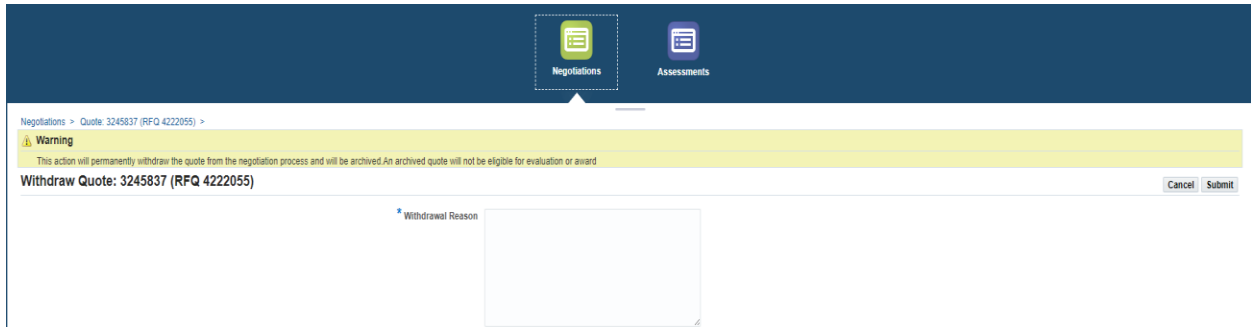 Negotiations Assessments
Negotiations > Quote: 3245837 (RFQ 4222055) >
Warning
This action will permanently withdraw the quote from the negotiation process and will be archived.An archived quote will not be eligible for evaluation or award
Withdraw Quote: 3245837 (RFQ 4222055) Cancel Submit
* Withdrawal Reason